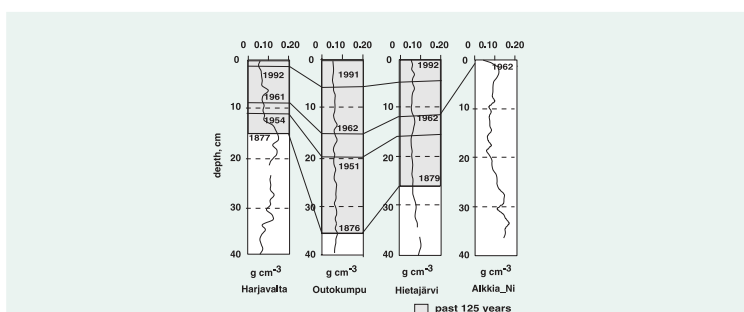 0 0.10 0.20 0 0.10 0.20 0 0.10 0.20 0 0.10 0.20
0 0 0 0
1992 1991 1992 1962
1961
10 10 10 10
1954 1962 1962
1877
20 20 20 20
1951
1879
30 30 30 30
1876
40 40 40 40
depth, cm
g cm-3 g cm-3 g cm-3 g cm-3
Harjavalta Outokumpu Hietajärvi Alkkia_Ni
past 125 years